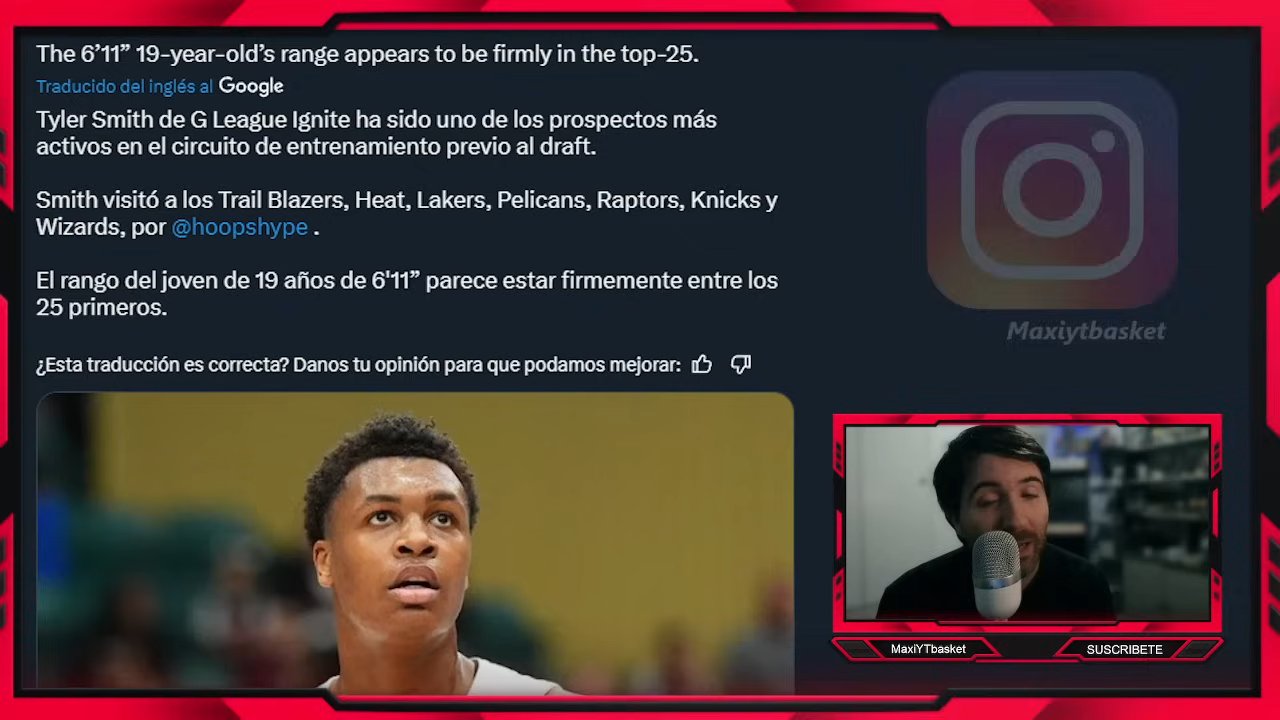 The 6’11” 19-year-old’s range appears to be firmly in the top-25.
Traducido del inglés al Google
Tyler Smith de G League Ignite ha sido uno de los prospectos más
activos en el circuito de entrenamiento previo al draft.
Smith visitó a los Trail Blazers, Heat, Lakers, Pelicans, Raptors, Knicks y
Wizards, por @hoopshype .
El rango del joven de 19 años de 6'11” parece estar firmemente entre los
25 primeros.
¿Esta traducción es correcta? Danos tu opinión para que podamos mejorar:
Maxiytbasket
MaxiYTbasket
SUSCRIBETE